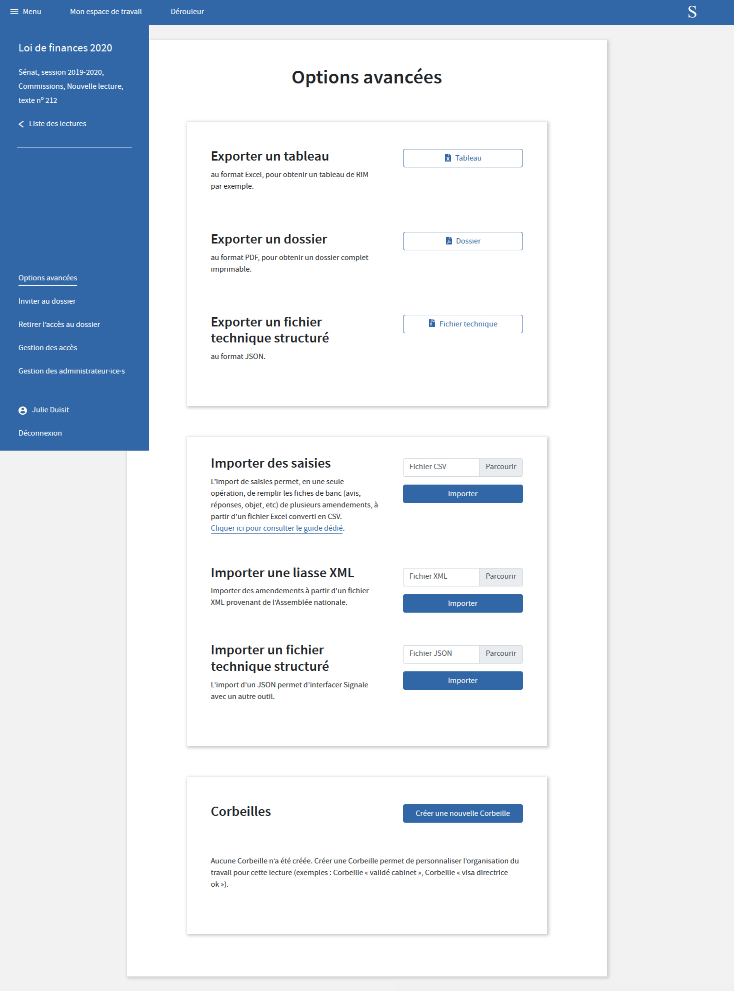 Menu
Mon espace de travail
Dérouleur
S
Loi de finances 2020
Sénat, session 2019-2020,
Commissions, Nouvelle lecture,
texte nº 212
Liste des lectures
Options avancées
Inviter au dossier
Retirer l'accès au dossier
Gestion des accès
Gestion des administrateur·ice·s
Julie Duisit
Déconnexion
Options avancées
Exporter un tableau
au format Excel, pour obtenir un tableau de RIM
par exemple.
Tableau
Exporter un dossier
au format PDF, pour obtenir un dossier complet
imprimable.
Dossier
Exporter un fichier
technique structuré
au format JSON.
Fichier technique
Importer des saisies
L'import de saisies permet, en une seule
opération, de remplir les fiches de banc (avis,
réponses, objet, etc) de plusieurs amendements, à
partir d'un fichier Excel converti en CSV.
Cliquer ici pour consulter le guide dédié.
Fichier CSV
Parcourir
Importer
Importer une liasse XML
Importer des amendements à partir d'un fichier
XML provenant de l'Assemblée nationale.
Fichier XML
Parcourir
Importer
Importer un fichier
technique structuré
L'import d'un JSON permet d'interfacer Signale
avec un autre outil.
Fichier JSON
Parcourir
Importer
Corbeilles
Créer une nouvelle Corbeille
Aucune Corbeille n'a été créée. Créer une Corbeille permet de personnaliser l'organisation du
travail pour cette lecture (exemples : Corbeille « validé cabinet », Corbeille « visa directrice
ok »).